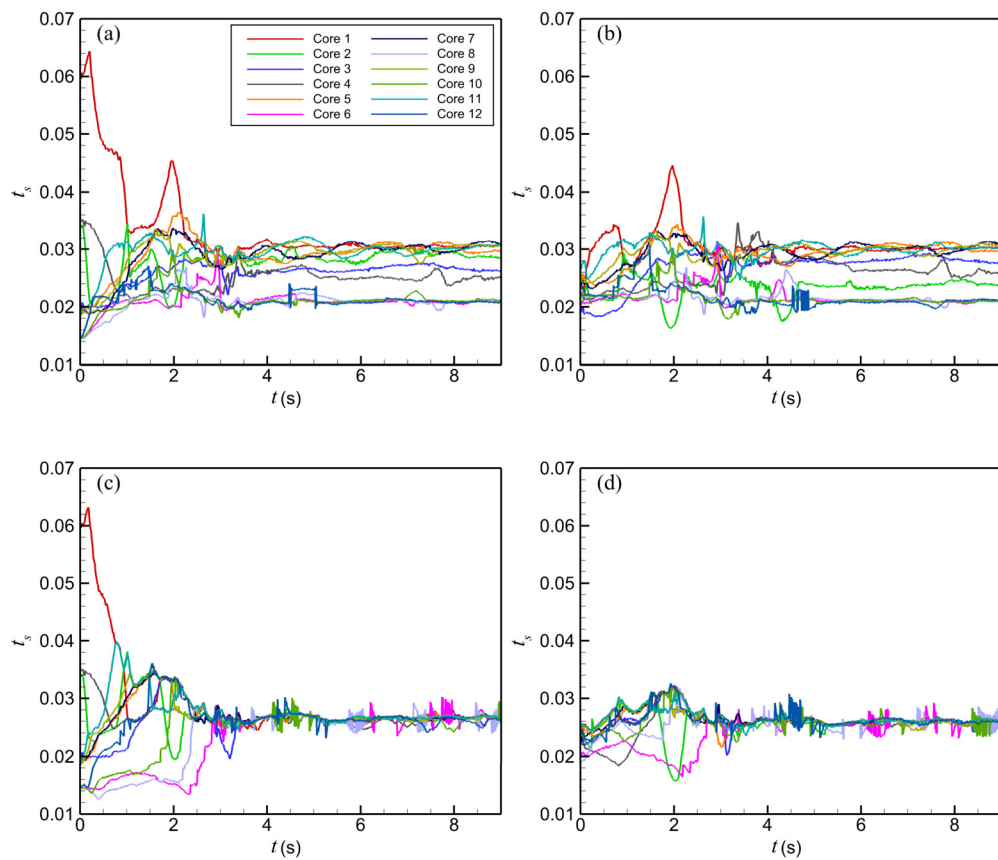 (a)
0.07
0.06
0.05
0.04
0.03
0.02
0.01
t_s
Core 1
Core 2
Core 3
Core 4
Core 5
Core 6
Core 7
Core 8
Core 9
Core 10
Core 11
Core 12
0 2 4 6 8
t (s)
(b)
0.07
0.06
0.05
0.04
0.03
0.02
0.01
t_s
0 2 4 6 8
t (s)
(c)
0.07
0.06
0.05
0.04
0.03
0.02
0.01
t_s
0 2 4 6 8
t (s)
(d)
0.07
0.06
0.05
0.04
0.03
0.02
0.01
t_s
0 2 4 6 8
t (s)